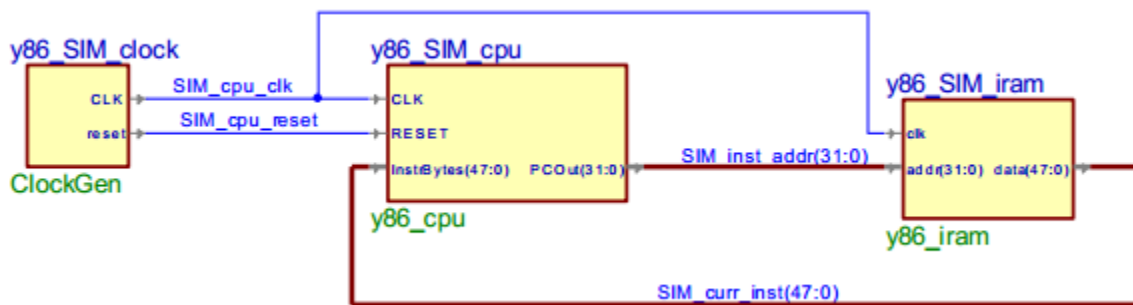 y86_SIM_clock
CLK
reset
ClockGen
SIM_cpu_clk
SIM_cpu_reset
y86_SIM_cpu
CLK
RESET
InstrBytes(47:0) PCOut(31:0)
y86_cpu
SIM_inst_addr(31:0)
y86_SIM_iram
clk
addr(31:0) data(47:0)
y86_iram
SIM_curr_inst(47:0)